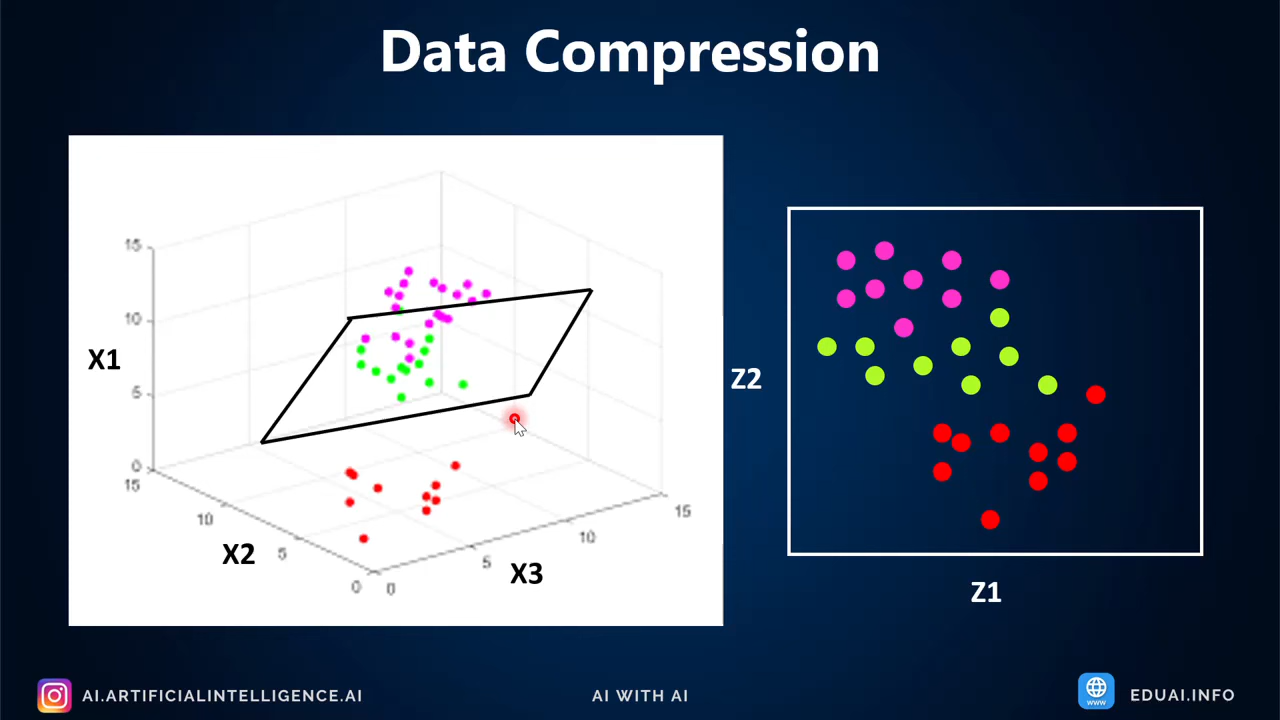 Data Compression
15
10
5
0
X1
15
10
5
0
X2
0
5
10
15
X3
Z2
Z1
AI.ARTIFICIALINTELLIGENCE.AI
AI WITH AI
WWW
EDUAI.INFO